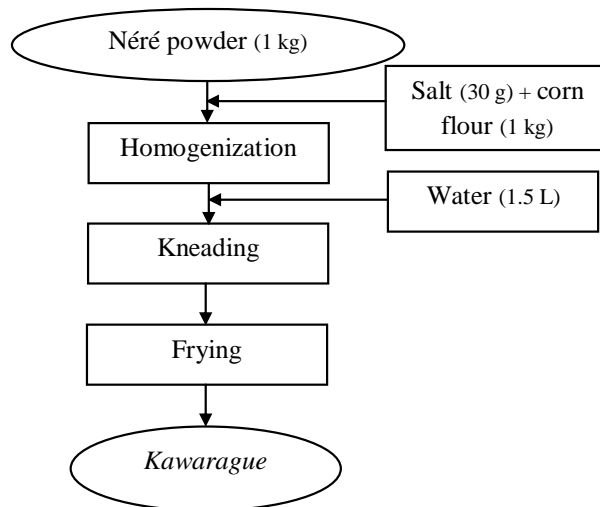 Néré powder (1 kg)
Salt (30 g) + corn
flour (1 kg)
Homogenization
Water (1.5 L)
Kneading
Frying
Kawarague